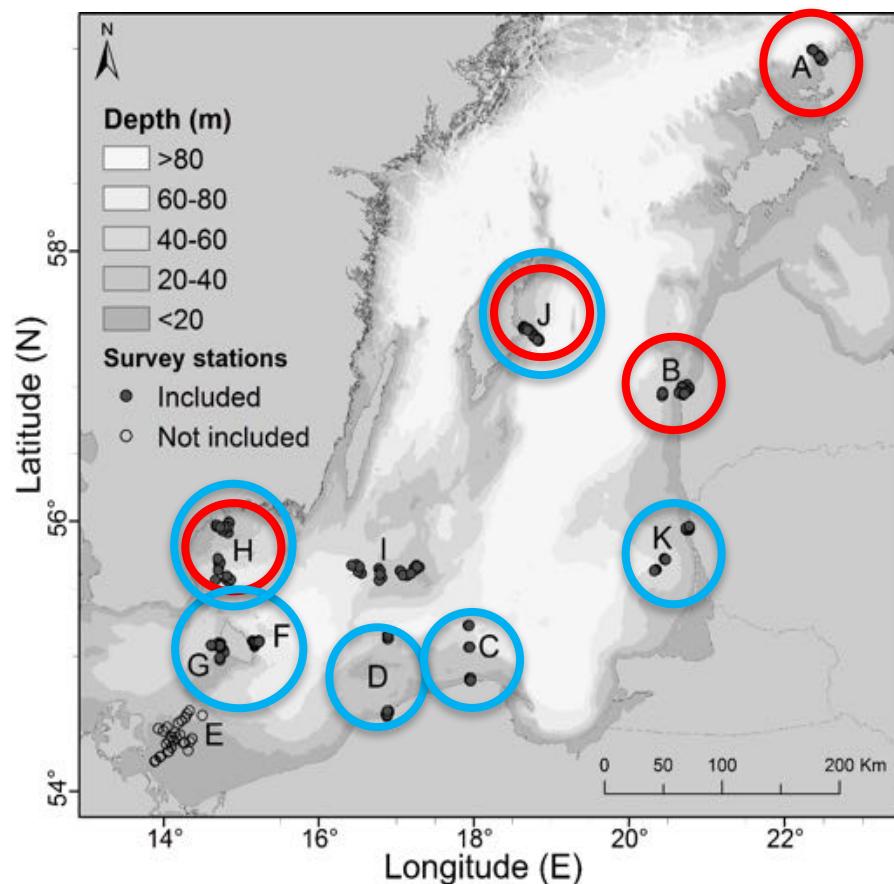 N
Depth (m)
>80
60-80
40-60
20-40
<20
Survey stations
Included
Not included
A
J
B
H
I
K
F
G
D
C
E
58°
56°
54°
Latitude (N)
0 50 100 200 Km
14° 16° 18° 20° 22°
Longitude (E)